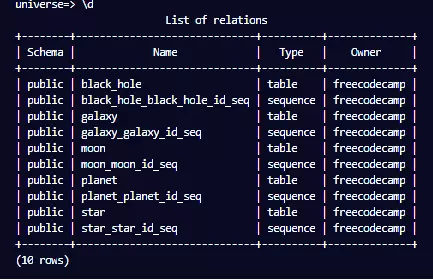 universe=> \d
List of relations
+--------+-------------------------+----------+--------------+
| Schema | Name | Type | Owner |
+--------+-------------------------+----------+--------------+
| public | black_hole | table | freecodecamp |
| public | black_hole_black_hole_id_seq | sequence | freecodecamp |
| public | galaxy | table | freecodecamp |
| public | galaxy_galaxy_id_seq | sequence | freecodecamp |
| public | moon | table | freecodecamp |
| public | moon_moon_id_seq | sequence | freecodecamp |
| public | planet | table | freecodecamp |
| public | planet_planet_id_seq | sequence | freecodecamp |
| public | star | table | freecodecamp |
| public | star_star_id_seq | sequence | freecodecamp |
+--------+-------------------------+----------+--------------+
(10 rows)